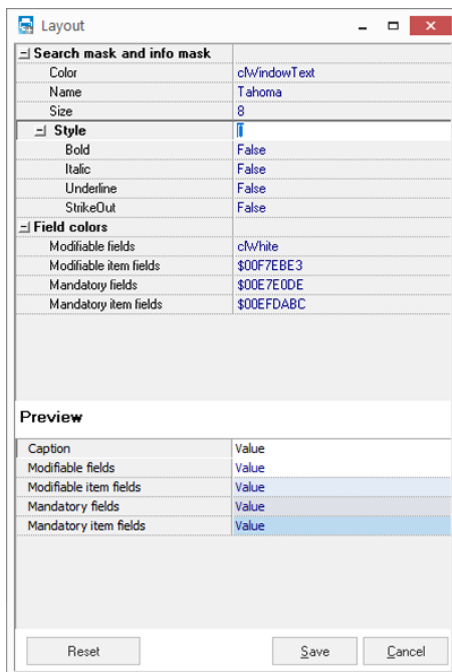 Layout
Search mask and info mask
Color clWindowText
Name Tahoma
Size 8
Style []
Bold False
Italic False
Underline False
StrikeOut False
Field colors
Modifiable fields clWhite
Modifiable item fields $00F7EBE3
Mandatory fields $00E7E0DE
Mandatory item fields $00EFDABC
Preview
Caption Value
Modifiable fields Value
Modifiable item fields Value
Mandatory fields Value
Mandatory item fields Value
Reset Save Cancel